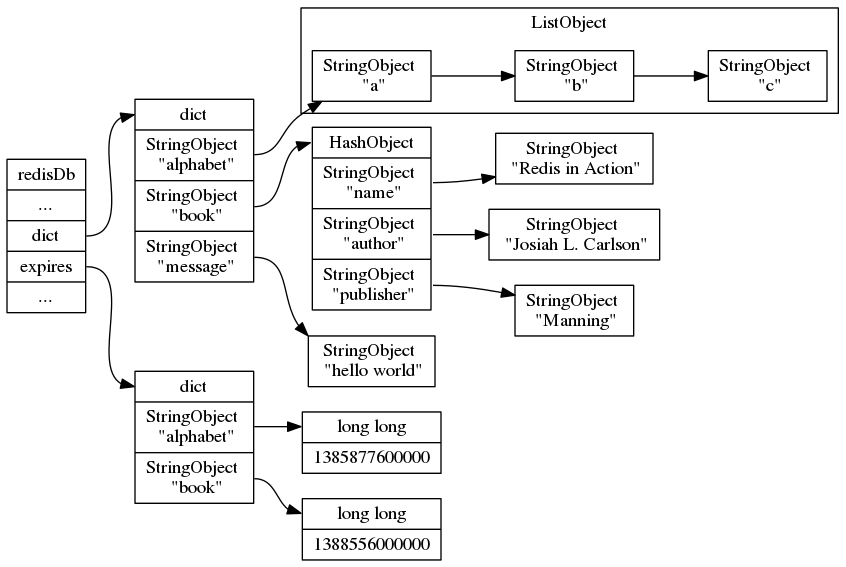 ListObject
StringObject
"a"
StringObject
"b"
StringObject
"c"
redisDb
...
dict
expires
...
dict
StringObject
"alphabet"
StringObject
"book"
StringObject
"message"
HashObject
StringObject
"name"
StringObject
"author"
StringObject
"publisher"
StringObject
"Redis in Action"
StringObject
"Josiah L. Carlson"
StringObject
"Manning"
StringObject
"hello world"
dict
StringObject
"alphabet"
StringObject
"book"
long long
1385877600000
long long
1388556000000